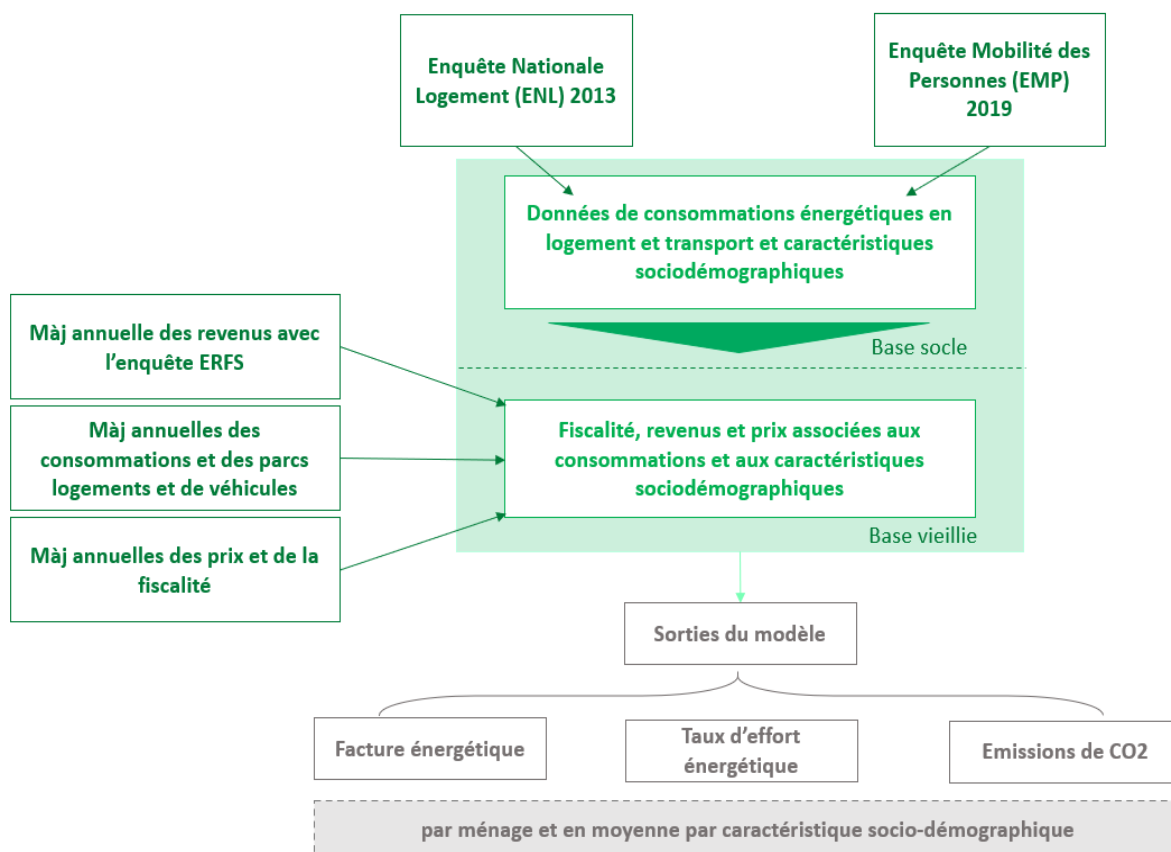 Enquête Nationale
Logement (ENL) 2013
Enquête Mobilité des
Personnes (EMP)
2019
Données de consommations énergétiques en
logement et transport et caractéristiques
sociodémographiques
Base socle
Màj annuelle des revenus avec
l'enquête ERFS
Màj annuelles des
consommations et des parcs
logements et de véhicules
Màj annuelles des prix et de la
fiscalité
Fiscalité, revenus et prix associées aux
consommations et aux caractéristiques
sociodémographiques
Base vieillie
Sorties du modèle
Facture énergétique
Taux d'effort
énergétique
Emissions de CO2
par ménage et en moyenne par caractéristique socio-démographique